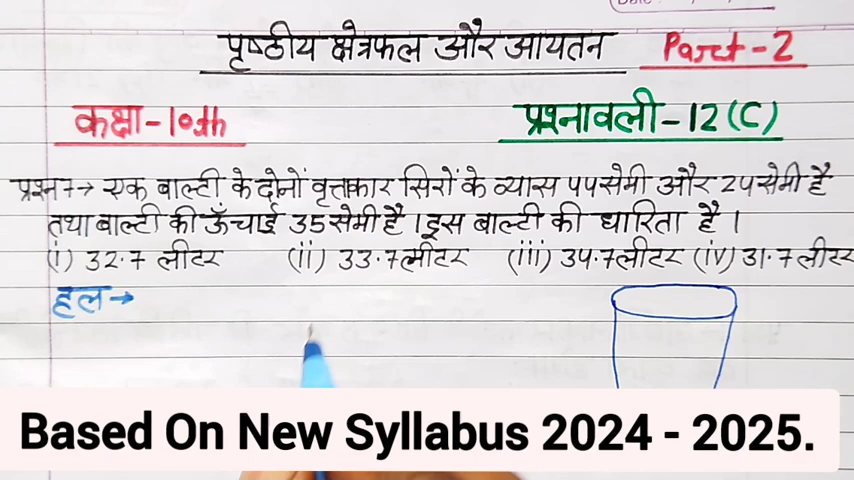 पृष्ठीय क्षेत्रफल और आयतन Part-2
कक्षा-10th प्रश्नावली-12(C)
प्रश्न7→ एक बाल्टी के दोनों वृत्ताकार सिरों के व्यास 44सेमी और 24सेमी है
तथा बाल्टी की ऊँचाई 35सेमी है।इस बाल्टी की धारिता है।
(i) 32.7 लीटर (ii) 33.7लीटर (iii) 34.7लीटर (iv) 31.7लीटर
हल→
Based On New Syllabus 2024 - 2025.